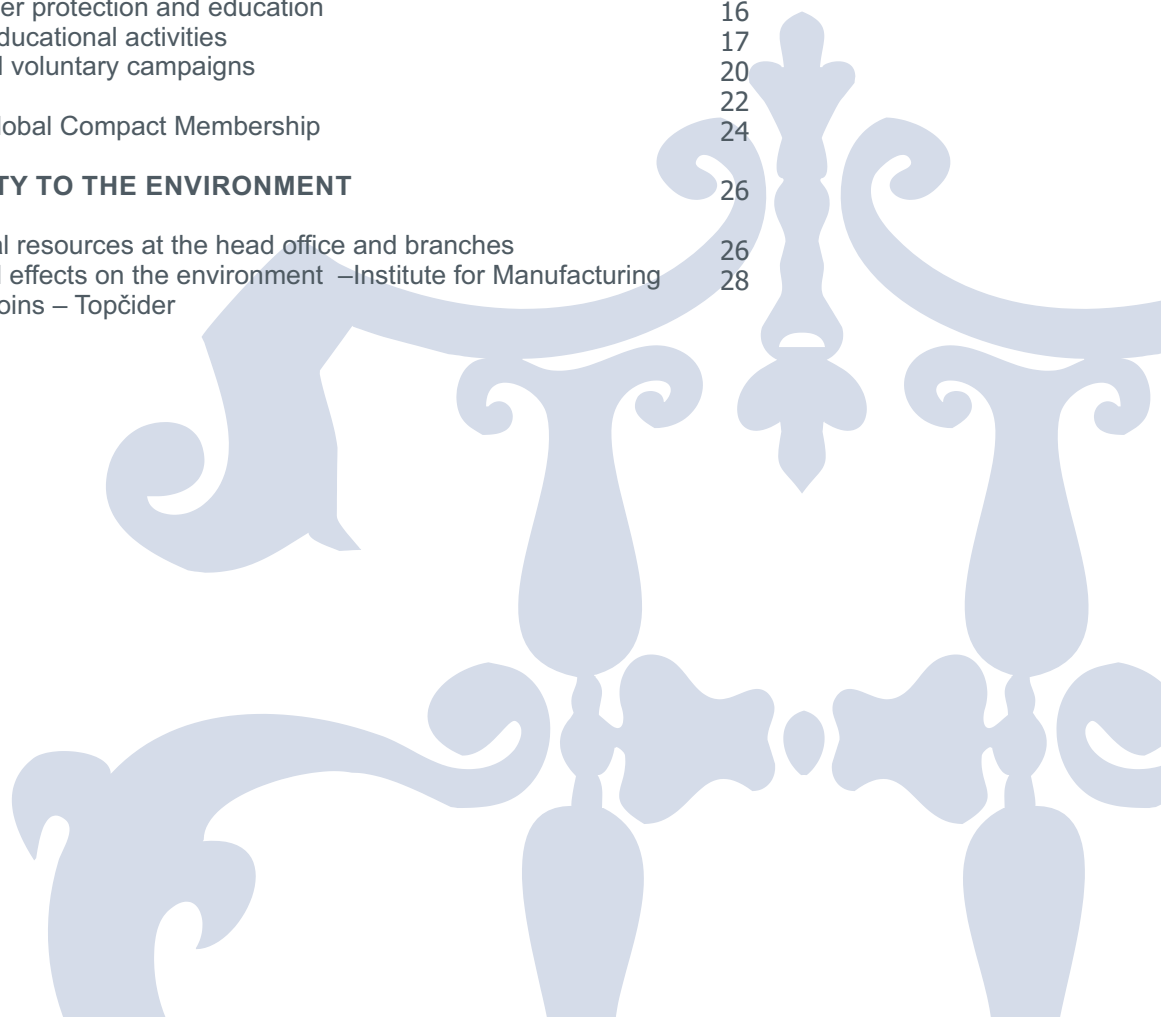 er protection and education 16
ducational activities 17
l voluntary campaigns 20
22
lobal Compact Membership 24
TY TO THE ENVIRONMENT 26
al resources at the head office and branches 26
l effects on the environment –Institute for Manufacturing 28
oins – Topčider